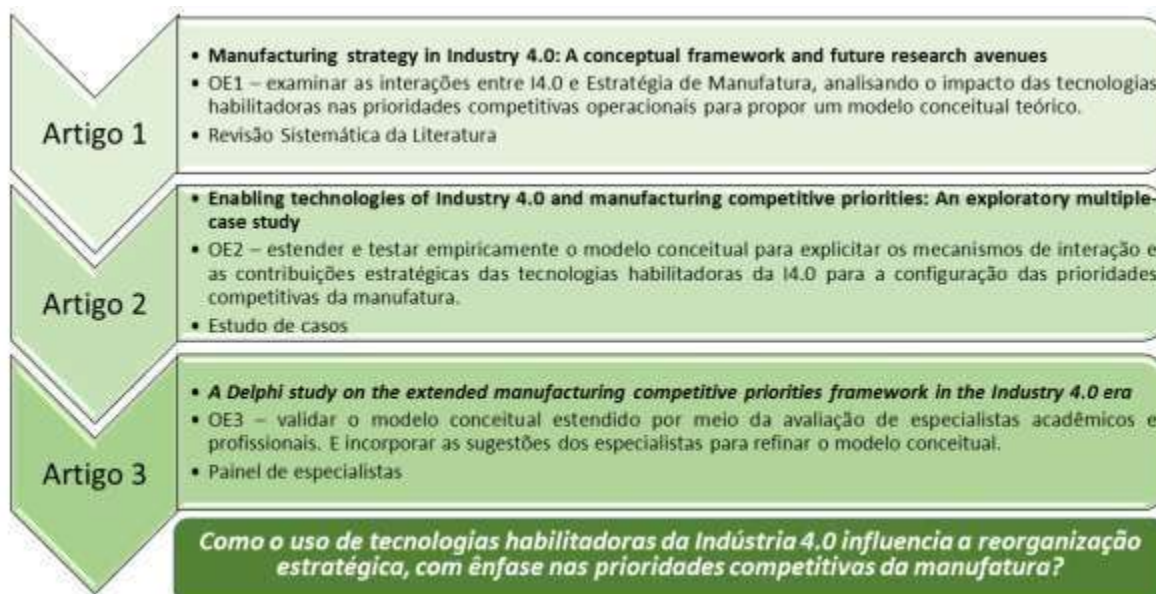 Artigo 1
• Manufacturing strategy in Industry 4.0: A conceptual framework and future research avenues
• OE1 – examinar as interações entre I4.0 e Estratégia de Manufatura, analisando o impacto das tecnologias
habilitadoras nas prioridades competitivas operacionais para propor um modelo conceitual teórico.
• Revisão Sistemática da Literatura
Artigo 2
• Enabling technologies of Industry 4.0 and manufacturing competitive priorities: An exploratory multiple-
case study
• OE2 – estender e testar empiricamente o modelo conceitual para explicitar os mecanismos de interação e
as contribuições estratégicas das tecnologias habilitadoras da I4.0 para a configuração das prioridades
competitivas da manufatura.
• Estudo de casos
Artigo 3
• A Delphi study on the extended manufacturing competitive priorities framework in the Industry 4.0 era
• OE3 – validar o modelo conceitual estendido por meio da avaliação de especialistas acadêmicos e
profissionais. E incorporar as sugestões dos especialistas para refinar o modelo conceitual.
• Painel de especialistas
Como o uso de tecnologias habilitadoras da Indústria 4.0 influencia a reorganização
estratégica, com ênfase nas prioridades competitivas da manufatura?